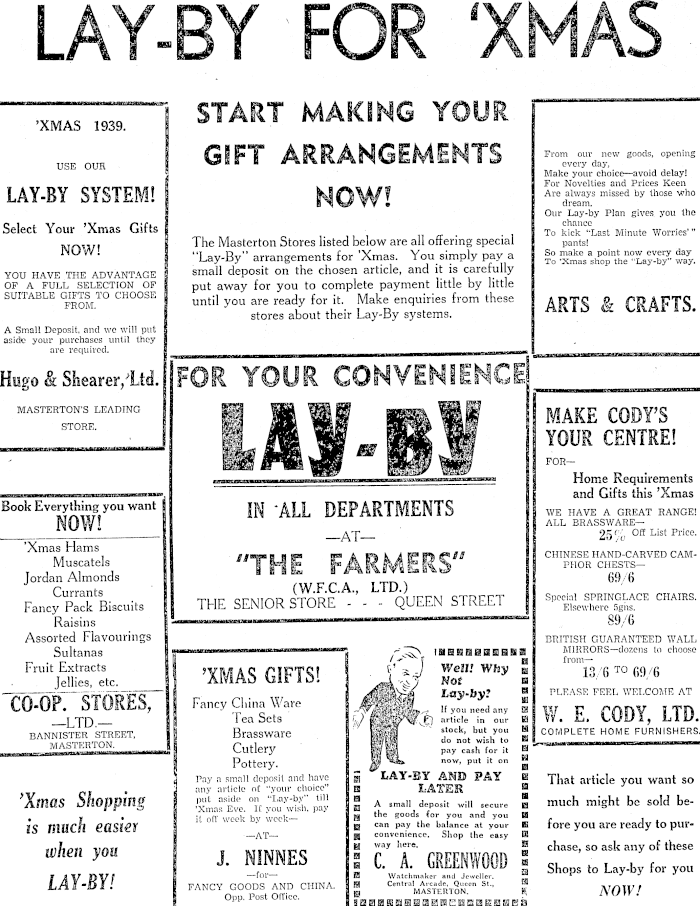 LAY-BY FOR 'XMAS
'XMAS 1939.
USE OUR
LAY-BY SYSTEM!
Select Your 'Xmas Gifts
NOW!
YOU HAVE THE ADVANTAGE
OF A FULL SELECTION OF
SUITABLE GIFTS TO CHOOSE
FROM.
A Small Deposit, and we will put
aside your purchases until they
are required.
Hugo & Shearer, Ltd.
MASTERTON'S LEADING
STORE.
START MAKING YOUR
GIFT ARRANGEMENTS
NOW!
The Masterton Stores listed below are all offering special
"Lay-By" arrangements for 'Xmas. You simply pay a
small deposit on the chosen article, and it is carefully
put away for you to complete payment little by little
until you are ready for it. Make enquiries from these
stores about their Lay-By systems.
From our new goods, opening
every day,
Make your choice—avoid delay!
For Novelties and Prices Keen
Are always missed by those who
dream.
Our Lay-by Plan gives you the
chance
To kick "Last Minute Worries'"
pants!
So make a point now every day
To 'Xmas shop the "Lay-by" way.
ARTS & CRAFTS.
FOR YOUR CONVENIENCE
LAY-BY
IN ALL DEPARTMENTS
—AT—
"THE FARMERS"
(W.F.C.A., LTD.)
THE SENIOR STORE - - - QUEEN STREET
MAKE CODY'S
YOUR CENTRE!
FOR—
Home Requirements
and Gifts this 'Xmas
WE HAVE A GREAT RANGE!
ALL BRASSWARE—
25% Off List Price.
CHINESE HAND-CARVED CAM-
PHOR CHESTS—
69/6
Special SPRINGLACE CHAIRS.
Elsewhere 5gns.
89/6
BRITISH GUARANTEED WALL
MIRRORS—dozens to choose
from—
13/6 TO 69/6
PLEASE FEEL WELCOME AT
W. E. CODY, LTD.
COMPLETE HOME FURNISHERS.
Book Everything you want
NOW!
'Xmas Hams
Muscatels
Jordan Almonds
Currants
Fancy Pack Biscuits
Raisins
Assorted Flavourings
Sultanas
Fruit Extracts
Jellies, etc.
CO-OP. STORES,
—LTD.—
BANNISTER STREET,
MASTERTON.
'XMAS GIFTS!
Fancy China Ware
Tea Sets
Brassware
Cutlery
Pottery.
Pay a small deposit and have
any article of "your choice"
put aside on "Lay-by" till
'Xmas Eve. If you wish, pay
it off week by week—
—AT—
J. NINNES
—for—
FANCY GOODS AND CHINA.
Opp. Post Office.
Well! Why
Not
Lay-by?
If you need any
article in our
stock, but you
do not wish to
pay cash for it
now, put it on
LAY-BY AND PAY
LATER
A small deposit will secure
the goods for you and you
can pay the balance at your
convenience. Shop the easy
way here.
C. A. GREENWOOD
Watchmaker and Jeweller,
Central Arcade, Queen St.,
MASTERTON.
'Xmas Shopping
is much easier
when you
LAY-BY!
That article you want so
much might be sold be-
fore you are ready to pur-
chase, so ask any of these
Shops to Lay-by for you
NOW!